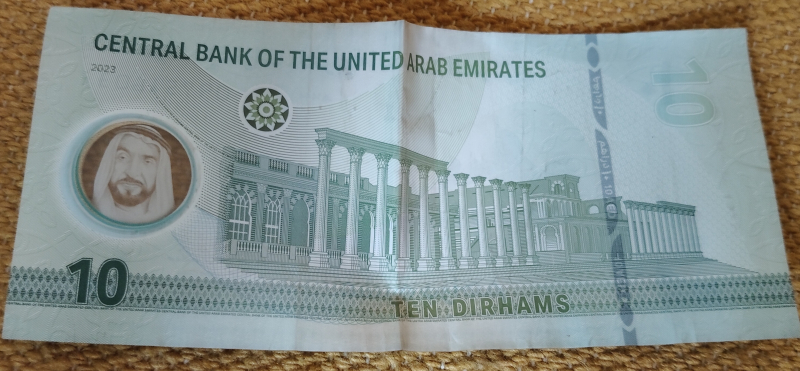 CENTRAL BANK OF THE UNITED ARAB EMIRATES
2023
10
10
TEN DIRHAMS